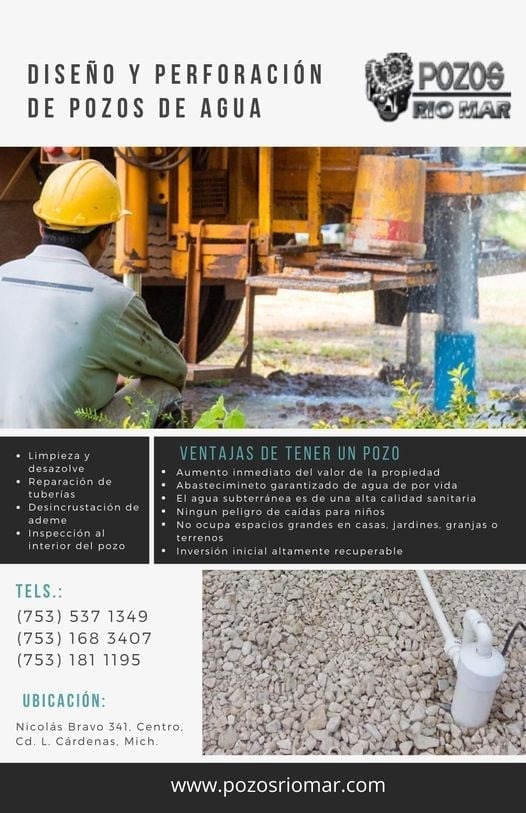 DISEÑO Y PERFORACIÓN
DE POZOS DE AGUA
POZOS
RIO MAR
Limpieza y
desazolve
Reparación de
tuberías
Desincrustación de
ademe
Inspección al
interior del pozo
VENTAJAS DE TENER UN POZO
Aumento inmediato del valor de la propiedad
Abastecimineto garantizado de agua de por vida
El agua subterránea es de una alta calidad sanitaria
Ningun peligro de caídas para niños
No ocupa espacios grandes en casas, jardines, granjas o
terrenos
Inversión inicial altamente recuperable
TELS.:
(753) 537 1349
(753) 168 3407
(753) 181 1195
UBICACIÓN:
Nicolás Bravo 341, Centro,
Cd. L. Cárdenas, Mich.
www.pozosriomar.com